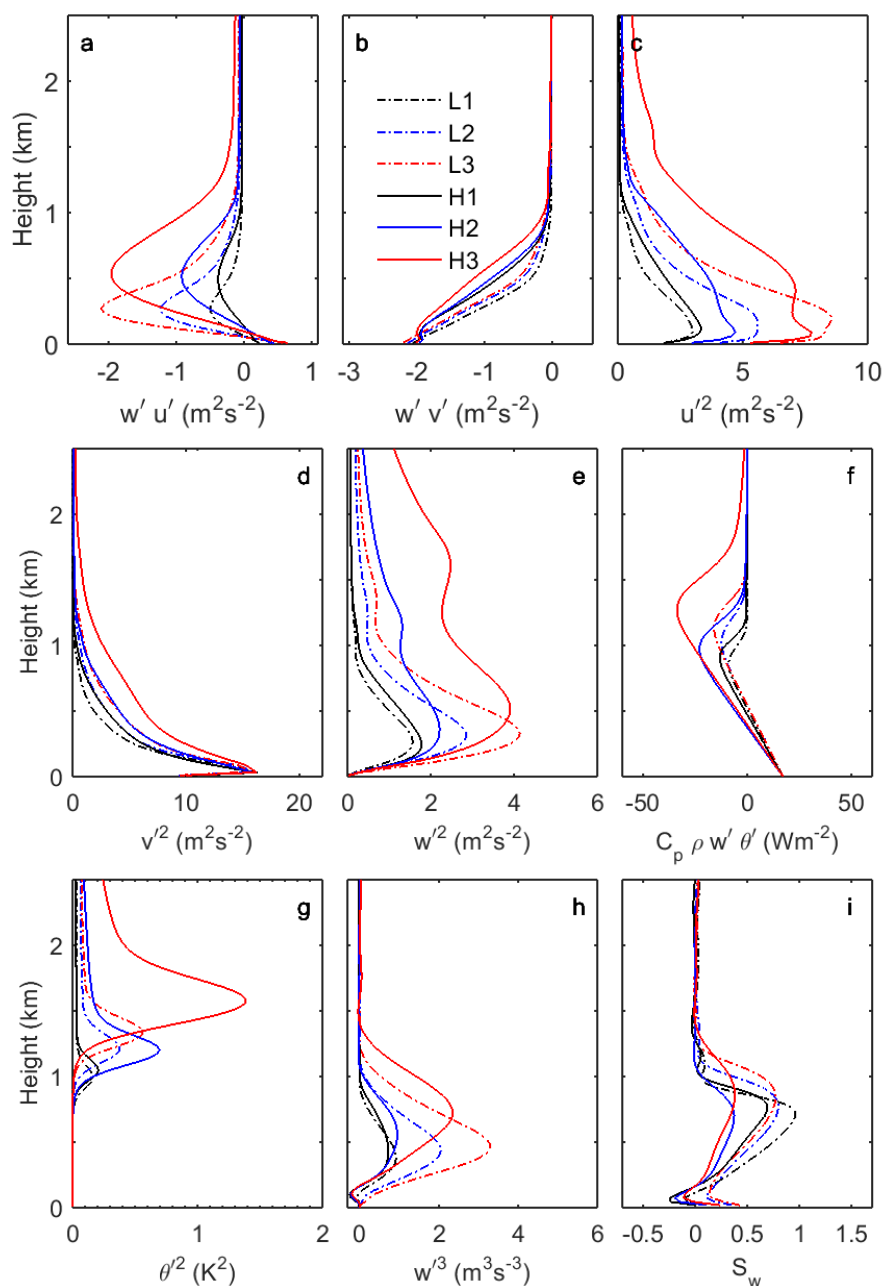 a
b
c
L1
L2
L3
H1
H2
H3
Height (km)
2
1
0
-2 -1 0 1
-3 -2 -1 0
0 5 10
w′ u′ (m²s⁻²)
w′ v′ (m²s⁻²)
u′² (m²s⁻²)
d
e
f
Height (km)
2
1
0
0 10 20
0 2 4 6
-50 0 50
v′² (m²s⁻²)
w′² (m²s⁻²)
Cₚ ρ w′ θ′ (Wm⁻²)
g
h
i
Height (km)
2
1
0
0 1 2
0 2 4 6
-0.5 0 0.5 1 1.5
θ′² (K²)
w′³ (m³s⁻³)
S_w